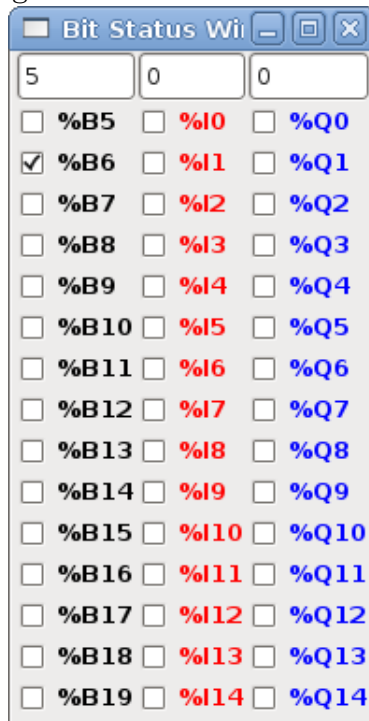 Bit Status Wi
5 0 0
%B5 %I0 %Q0
%B6 %I1 %Q1
%B7 %I2 %Q2
%B8 %I3 %Q3
%B9 %I4 %Q4
%B10 %I5 %Q5
%B11 %I6 %Q6
%B12 %I7 %Q7
%B13 %I8 %Q8
%B14 %I9 %Q9
%B15 %I10 %Q10
%B16 %I11 %Q11
%B17 %I12 %Q12
%B18 %I13 %Q13
%B19 %I14 %Q14